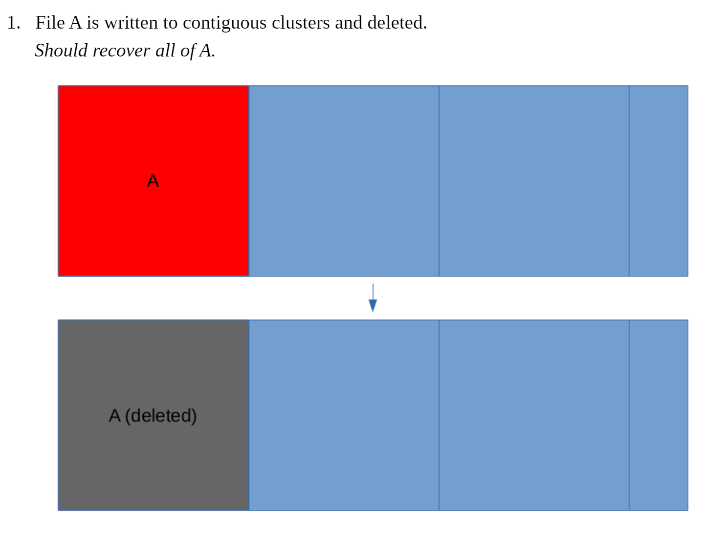 1. File A is written to contiguous clusters and deleted.
Should recover all of A.
A
A (deleted)